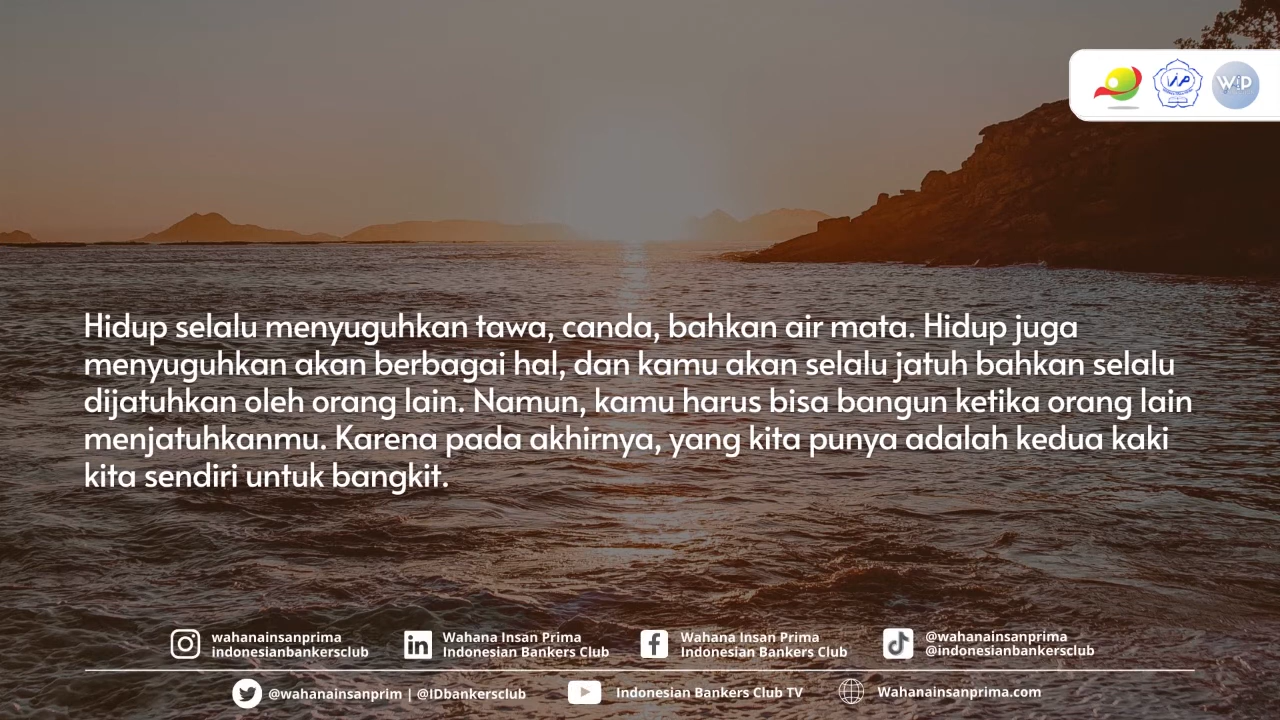 WIP
Hidup selalu menyuguhkan tawa, canda, bahkan air mata. Hidup juga
menyuguhkan akan berbagai hal, dan kamu akan selalu jatuh bahkan selalu
dijatuhkan oleh orang lain. Namun, kamu harus bisa bangun ketika orang lain
menjatuhkanmu. Karena pada akhirnya, yang kita punya adalah kedua kaki
kita sendiri untuk bangkit.
wahanainsanprima
indonesianbankersclub
Wahana Insan Prima
Indonesian Bankers Club
Wahana Insan Prima
Indonesian Bankers Club
@wahanainsanprima
@indonesianbankersclub
@wahanainsanprim | @IDbankersclub
Indonesian Bankers Club TV
Wahanainsanprima.com